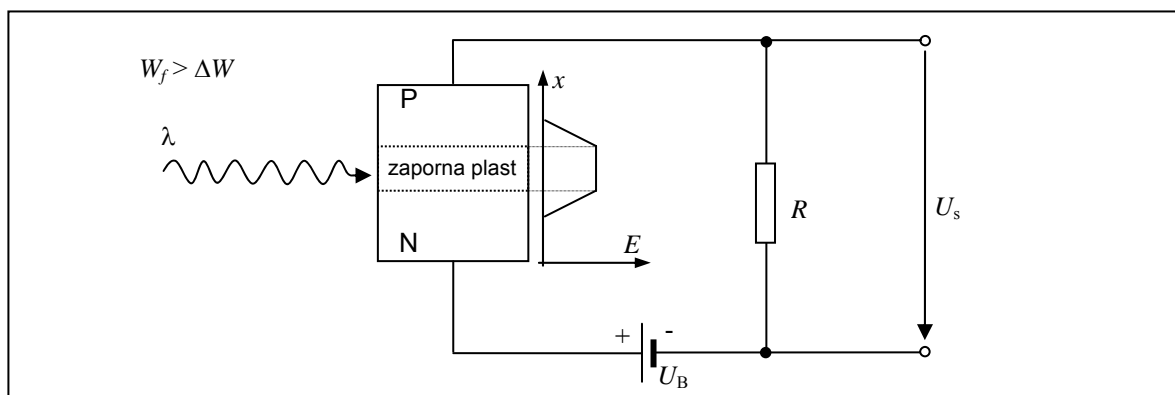 W_f > ΔW
P
x
λ
zaporna plast
R
U_s
N
E
+ -
U_B